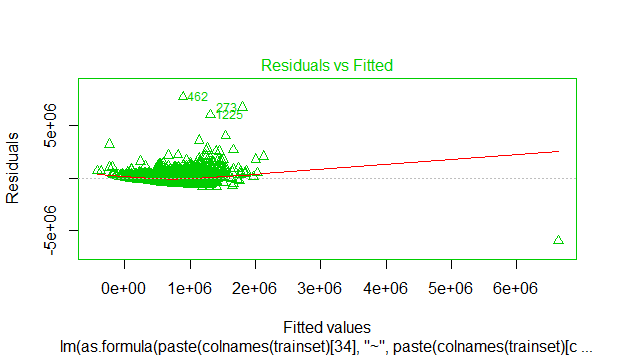 Residuals vs Fitted
462
273
1225
5e+06
-5e+06
Residuals
0e+00 1e+06 2e+06 3e+06 4e+06 5e+06 6e+06
Fitted values
lm(as.formula(paste(colnames(trainset)[34], "~", paste(colnames(trainset)[c ...